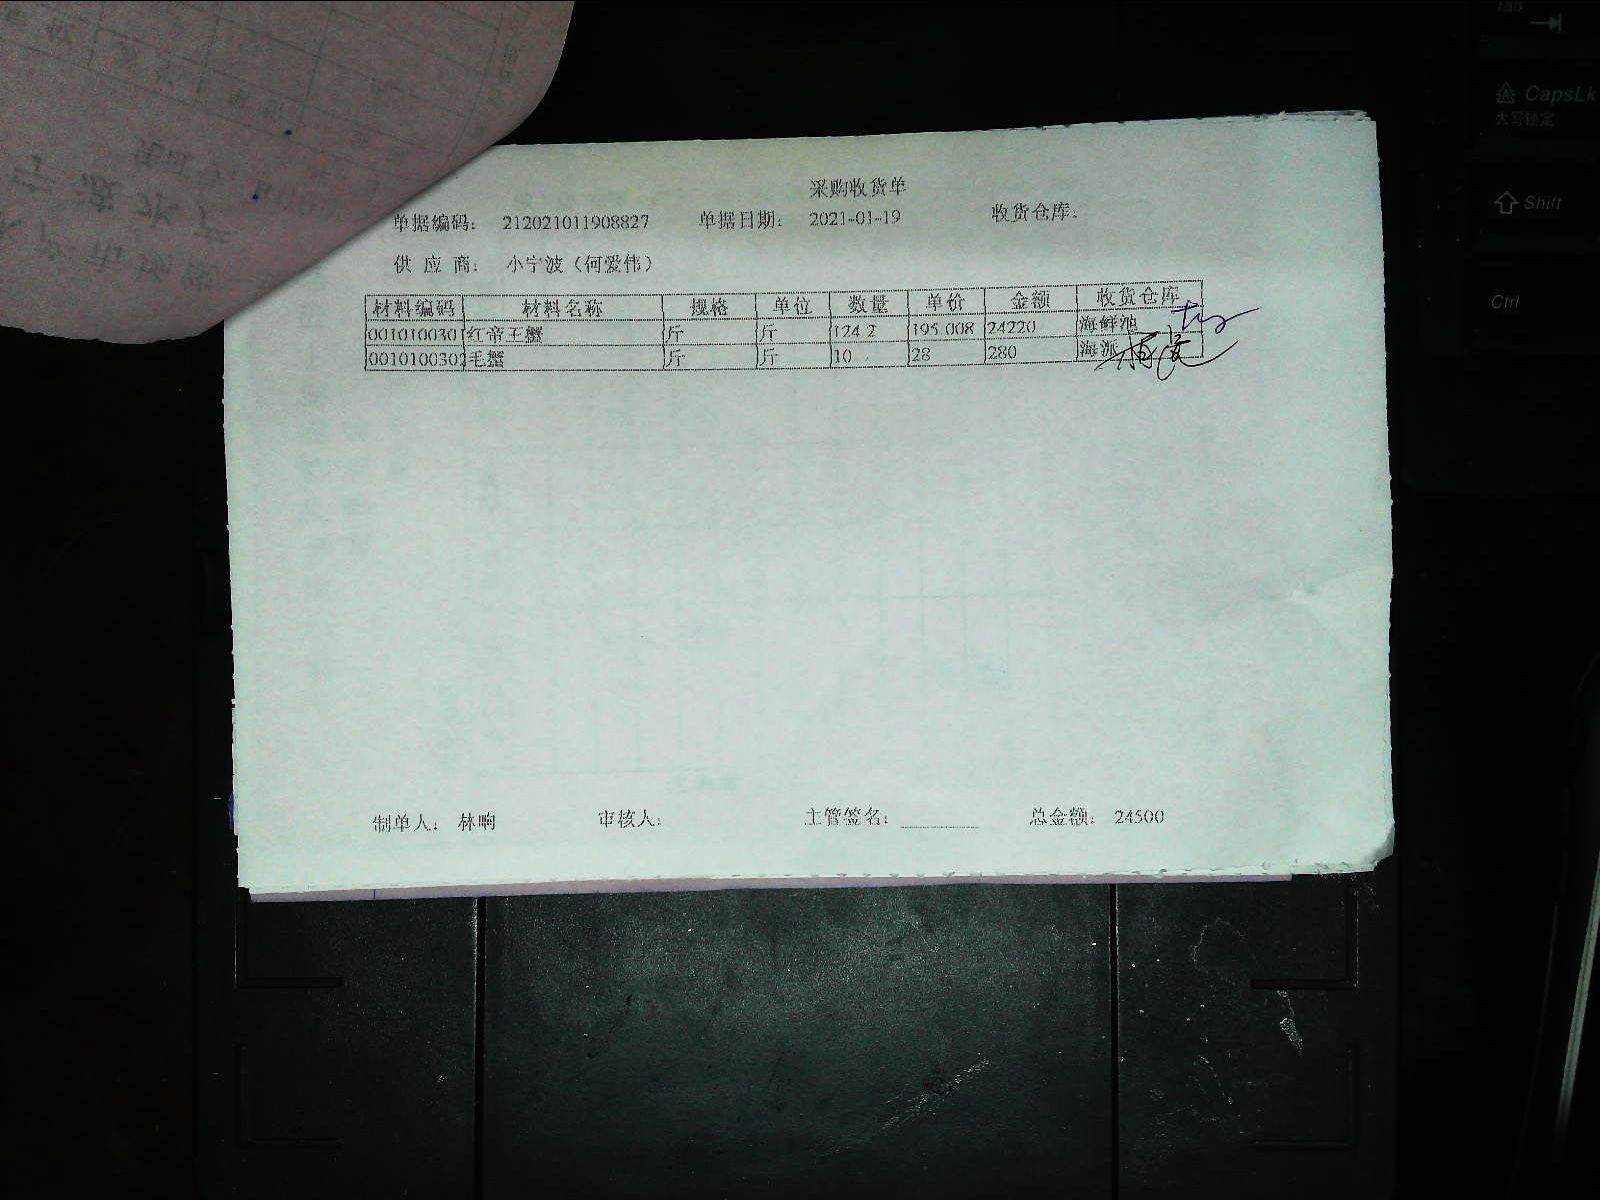 采购收货单
单据编码： 212021011908827 单据日期： 2021-01-19 收货仓库：
供 应 商： 小宁波（何爱伟）
材料编码 材料名称 规格 单位 数量 单价 金额 收货仓库
0010100301 红帝王蟹 斤 斤 124.2 195.008 24220 海鲜池
0010100302 毛蟹 斤 斤 10 28 280 海派
制单人： 林晌 审核人： 主管签名： 总金额： 24500
Tab
CapsLk
大写锁定
Shift
Ctrl